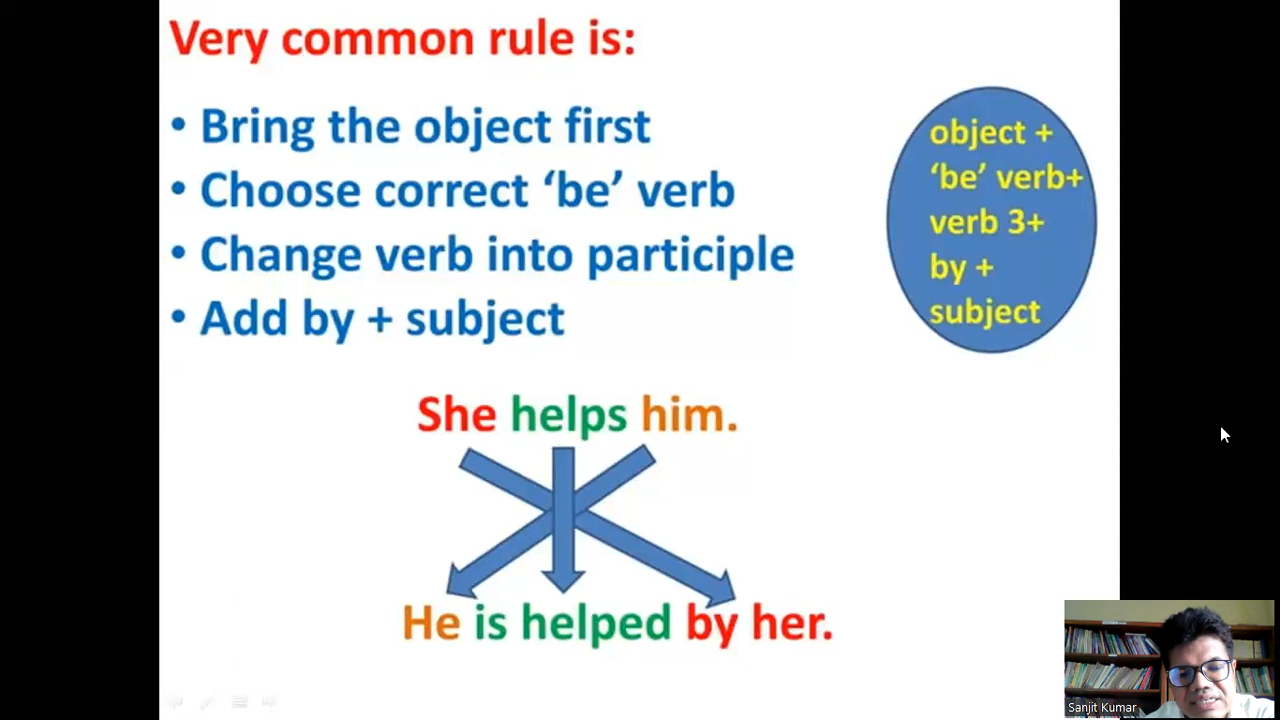 Very common rule is:
• Bring the object first
• Choose correct ‘be’ verb
• Change verb into participle
• Add by + subject
object +
‘be’ verb+
verb 3+
by +
subject
She helps him.
He is helped by her.
Sanjit Kumar